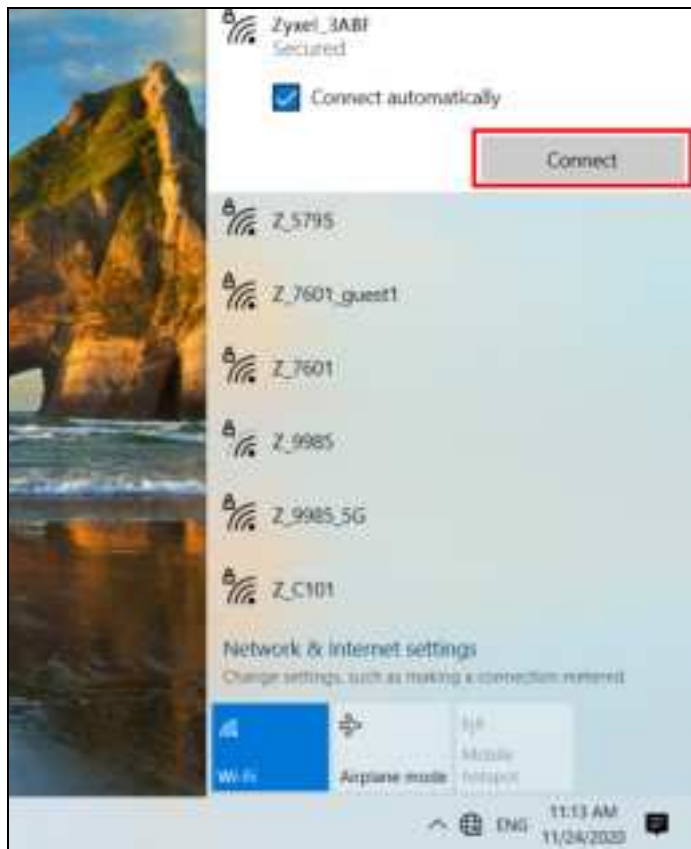 Zyxel_3ABF
Secured
Connect automatically
Connect
Z_5795
Z_7601_guest1
Z_7601
Z_9985
Z_9985_5G
Z_C101
Network & Internet settings
Change settings, such as making a connection metered.
Wi-Fi
Airplane mode
Mobile
hotspot
ENG
11:13 AM
11/24/2020